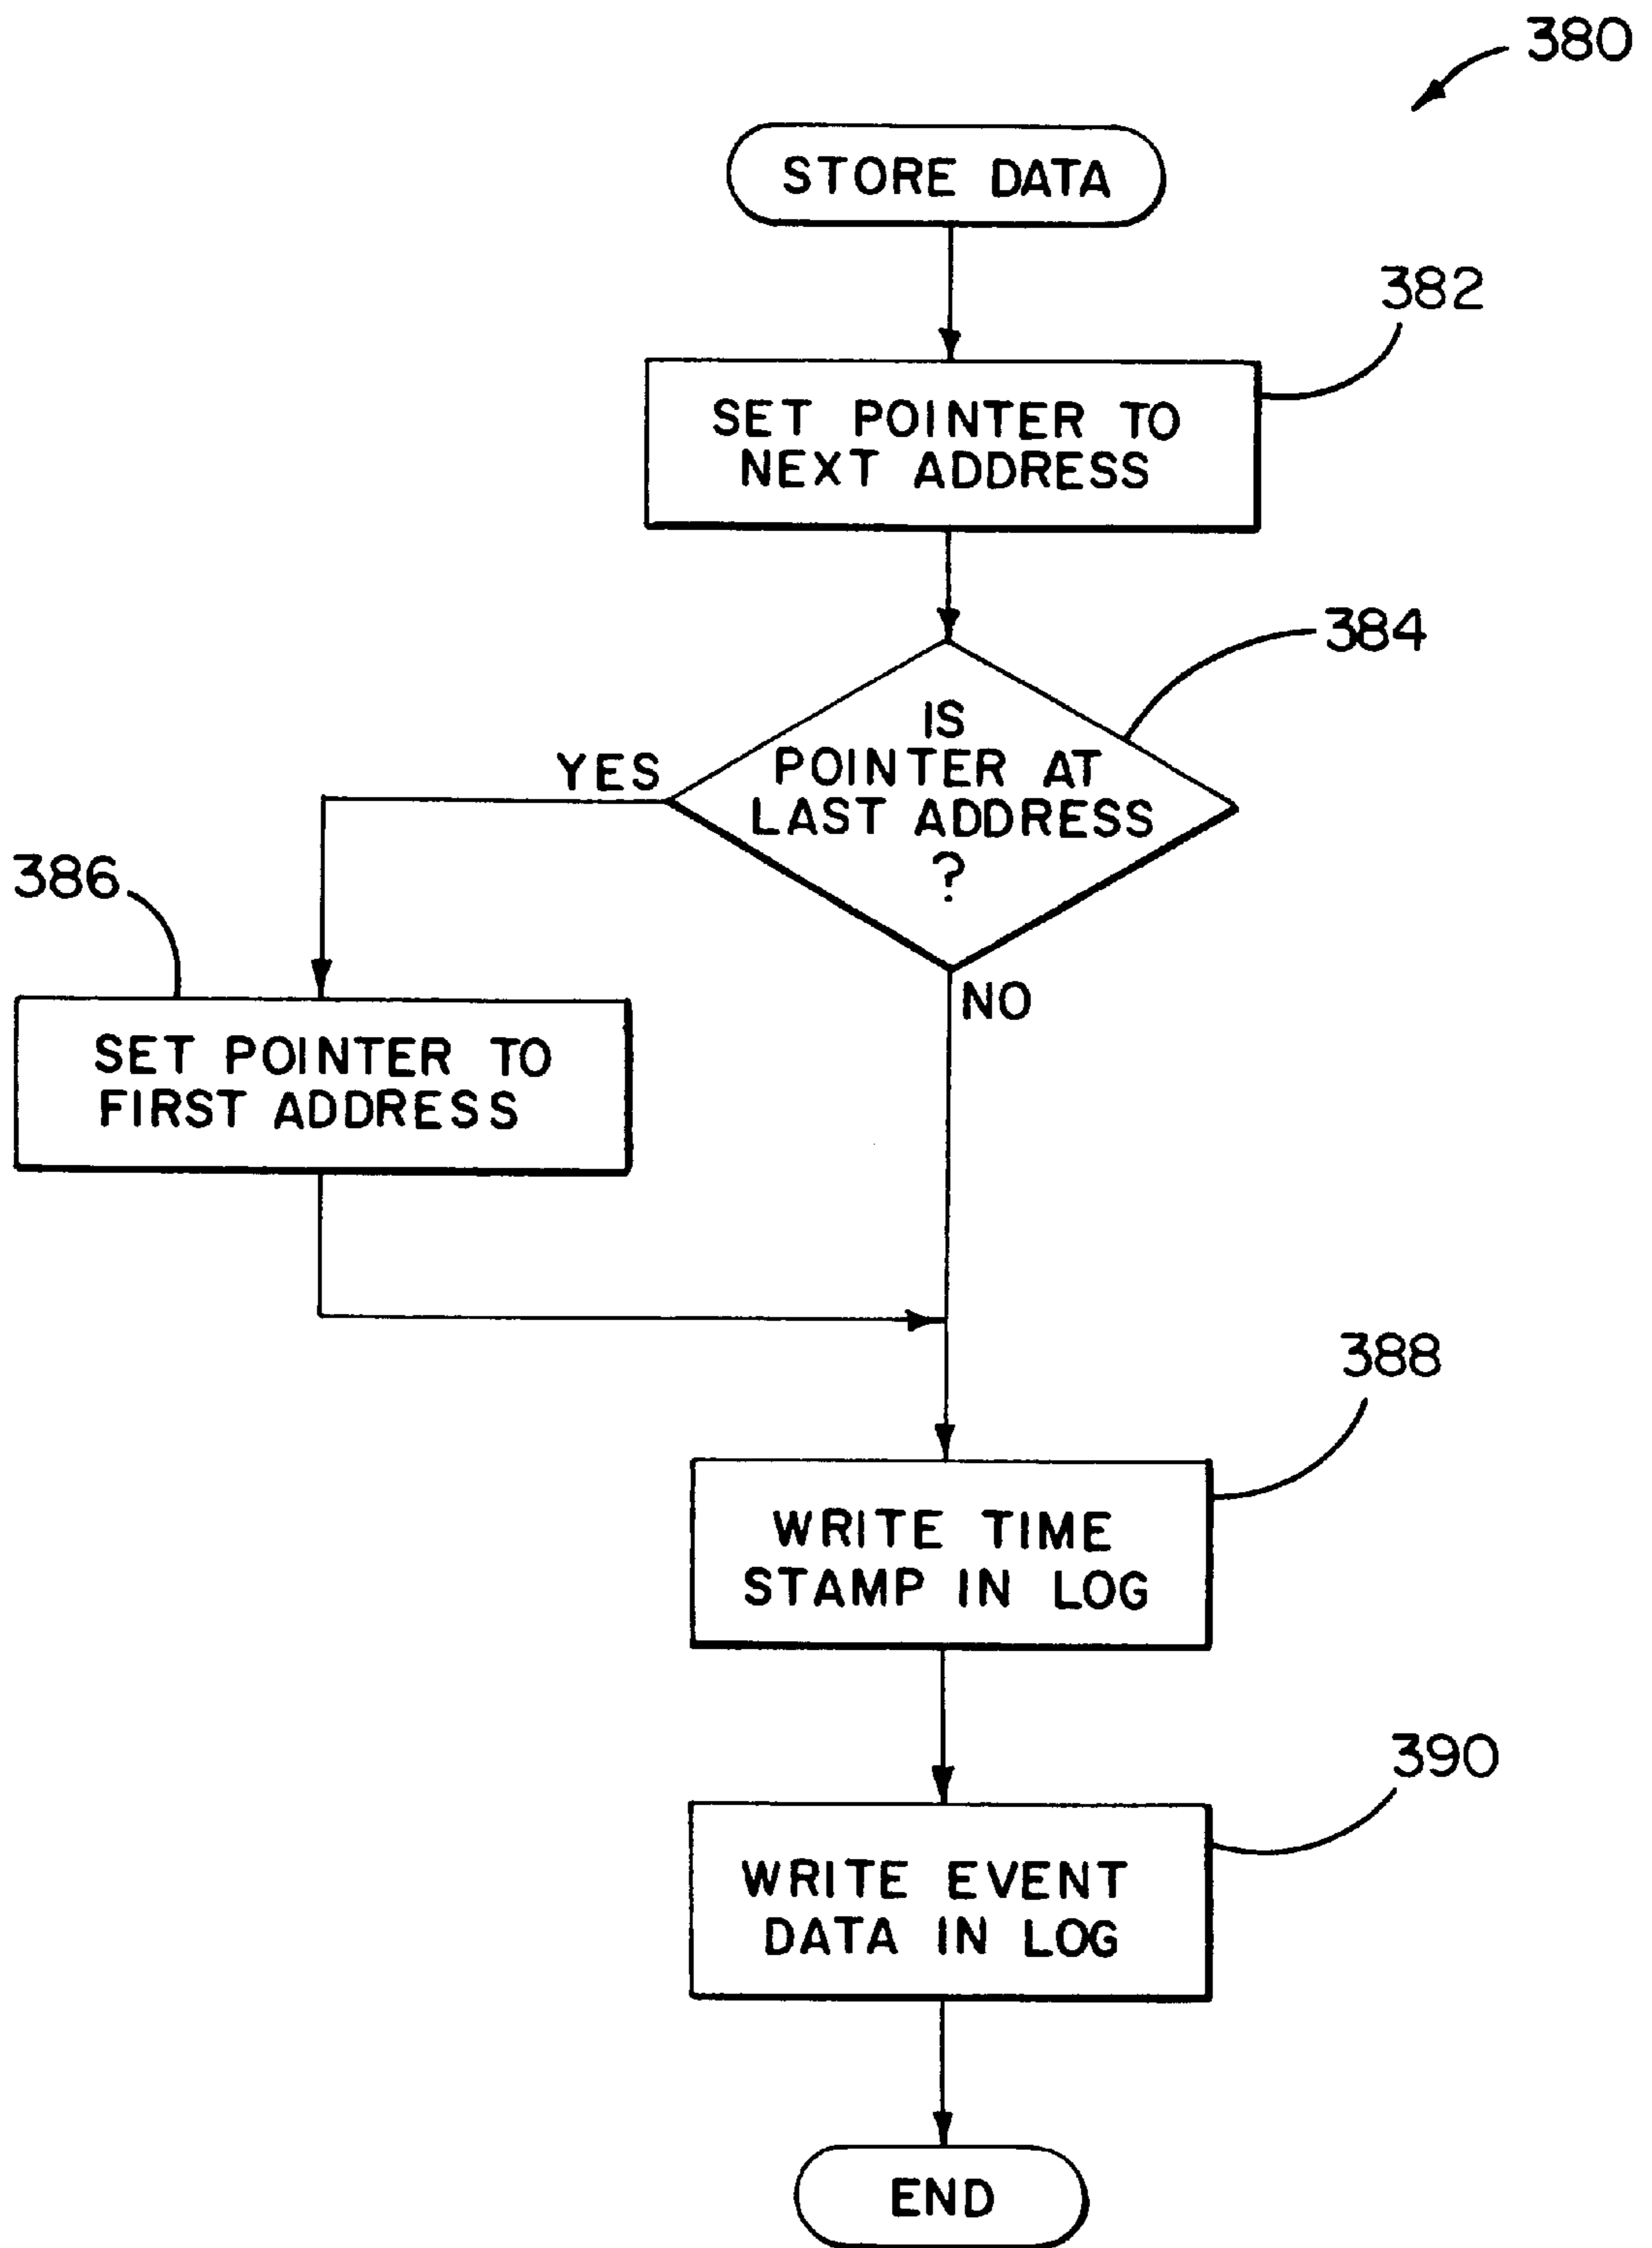 380
STORE DATA
382
SET POINTER TO
NEXT ADDRESS
384
IS
POINTER AT
LAST ADDRESS
?
YES
NO
386
SET POINTER TO
FIRST ADDRESS
388
WRITE TIME
STAMP IN LOG
390
WRITE EVENT
DATA IN LOG
END